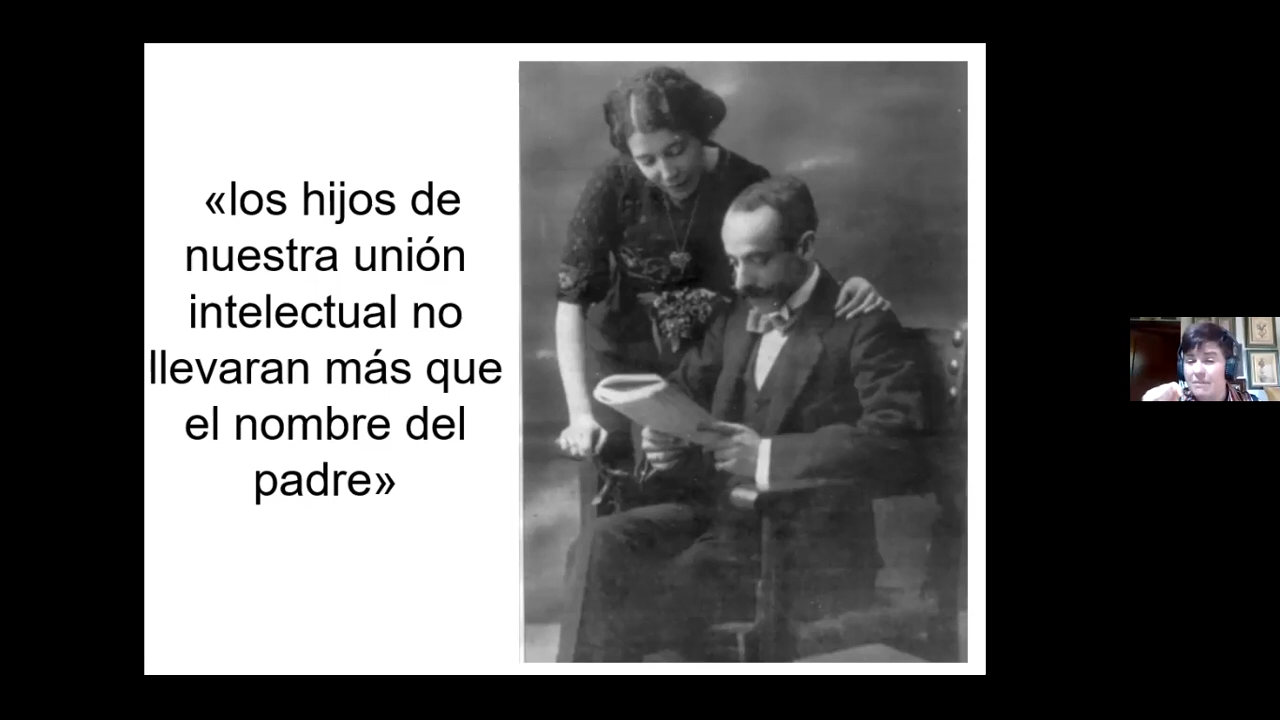 «los hijos de
nuestra unión
intelectual no
llevaran más que
el nombre del
padre»